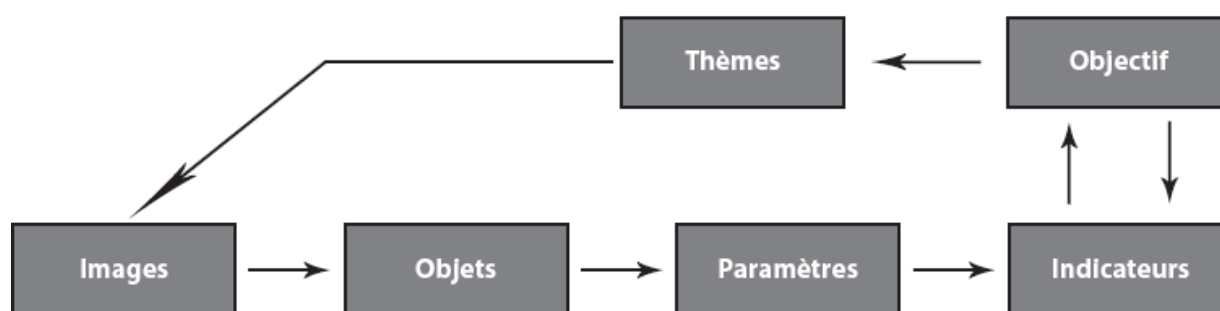 Thèmes
Objectif
Images
Objets
Paramètres
Indicateurs